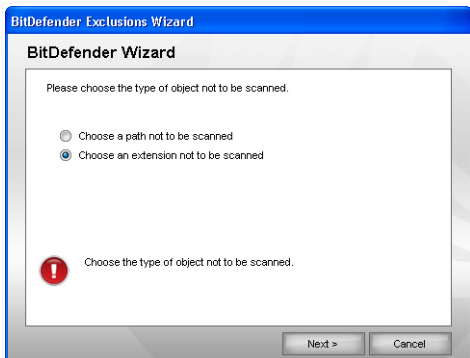 BitDefender Exclusions Wizard
BitDefender Wizard
Please choose the type of object not to be scanned.
Choose a path not to be scanned
Choose an extension not to be scanned
Choose the type of object not to be scanned.
Next >
Cancel